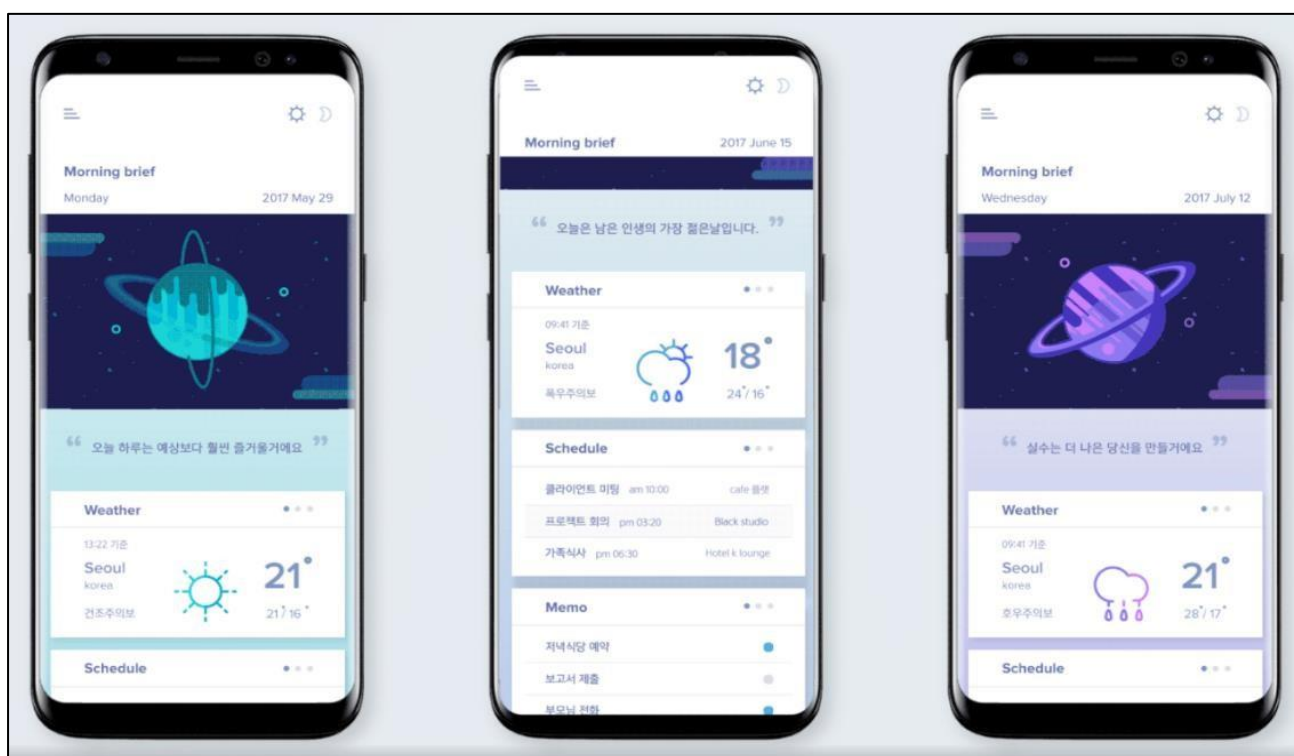 Morning brief
Monday 2017 May 29
“ 오늘 하루는 예상보다 훨씬 즐거울거에요 ”
Weather
13:22 기준
Seoul
korea
21°
건조주의보
21°/ 16°
Schedule
Morning brief 2017 June 15
“ 오늘은 남은 인생의 가장 젊은날입니다. ”
Weather
09:41 기준
Seoul
korea
18°
폭우주의보
24°/ 16°
Schedule
클라이언트 미팅 am 10:00 cafe 플랫
프로젝트 회의 pm 03:20 Black studio
가족식사 pm 06:30 Hotel k lounge
Memo
저녁식당 예약
보고서 제출
부모님 전화
Morning brief
Wednesday 2017 July 12
“ 실수는 더 나은 당신을 만들거에요 ”
Weather
09:41 기준
Seoul
korea
21°
호우주의보
28°/ 17°
Schedule